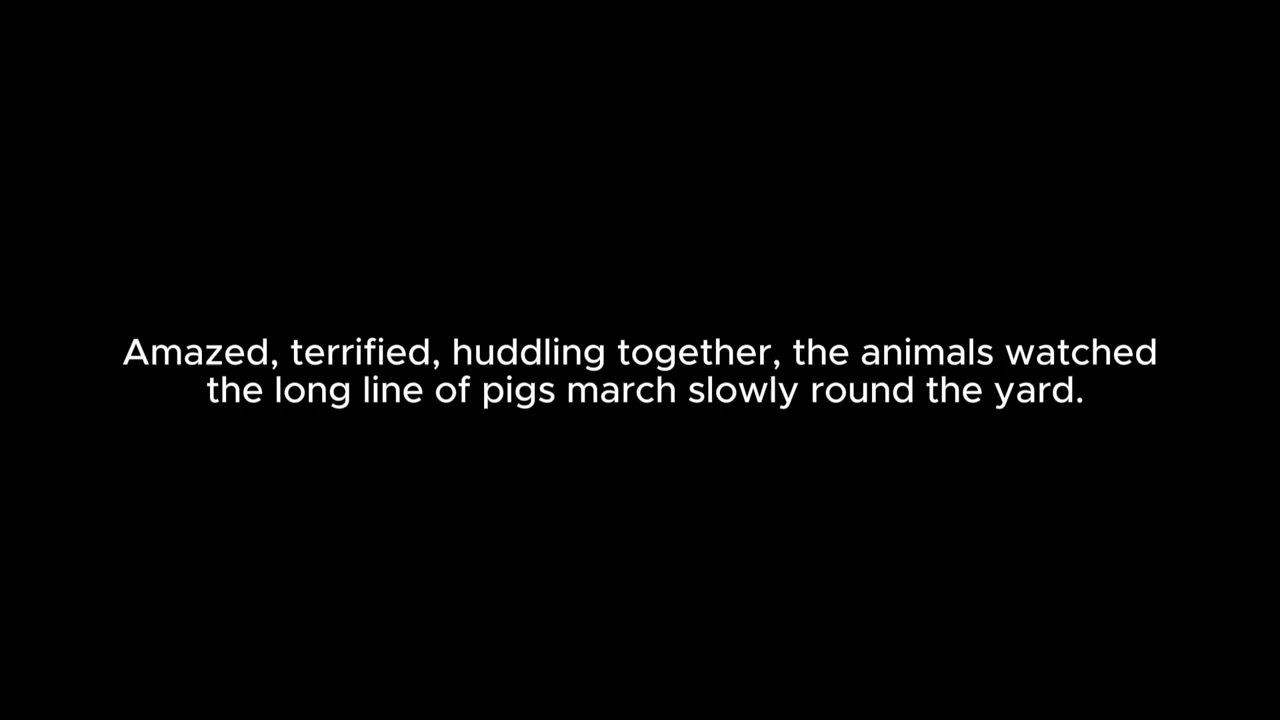 Amazed, terrified, huddling together, the animals watched
the long line of pigs march slowly round the yard.